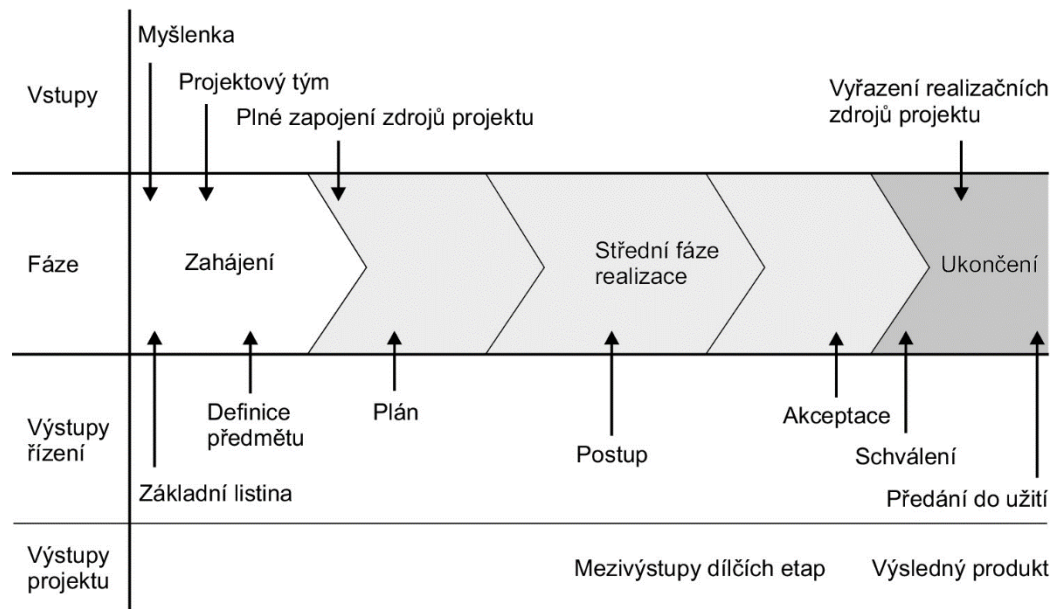 Vstupy
Myšlenka
Projektový tým
Plné zapojení zdrojů projektu
Vyřazení realizačních
zdrojů projektu
Fáze
Zahájení
Střední fáze
realizace
Ukončení
Výstupy
řízení
Základní listina
Definice
předmětu
Plán
Postup
Akceptace
Schválení
Předání do užití
Výstupy
projektu
Mezivýstupy dílčích etap
Výsledný produkt